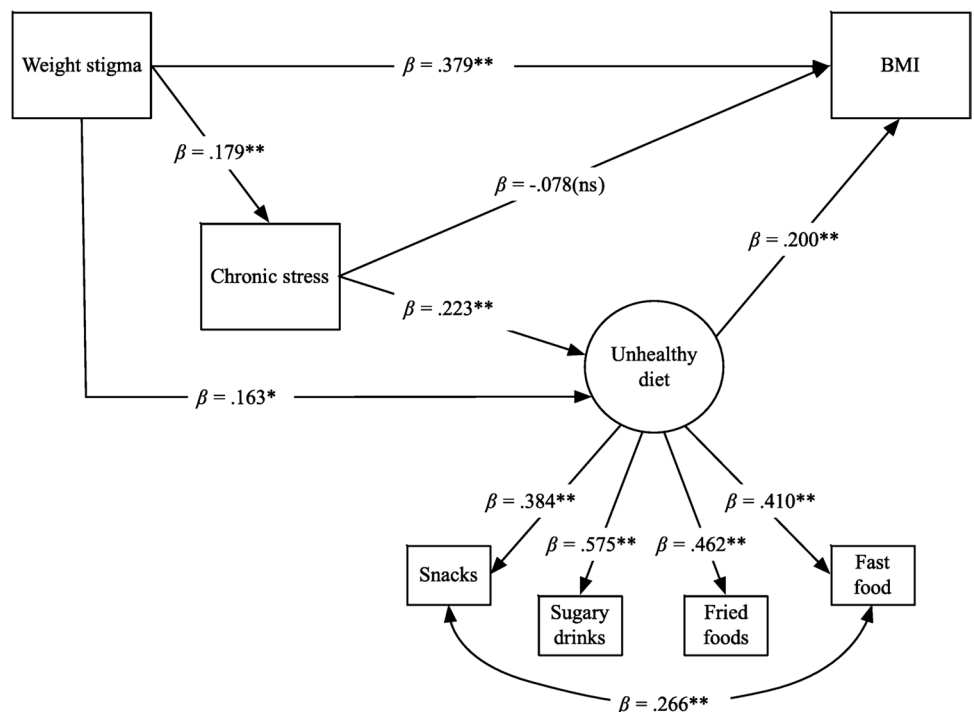 Weight stigma
β = .379**
BMI
β = .179**
β = -.078(ns)
β = .200**
Chronic stress
β = .223**
Unhealthy
diet
β = .163*
β = .384**
β = .410**
β = .575**
β = .462**
Snacks
Fast
food
Sugary
drinks
Fried
foods
β = .266**